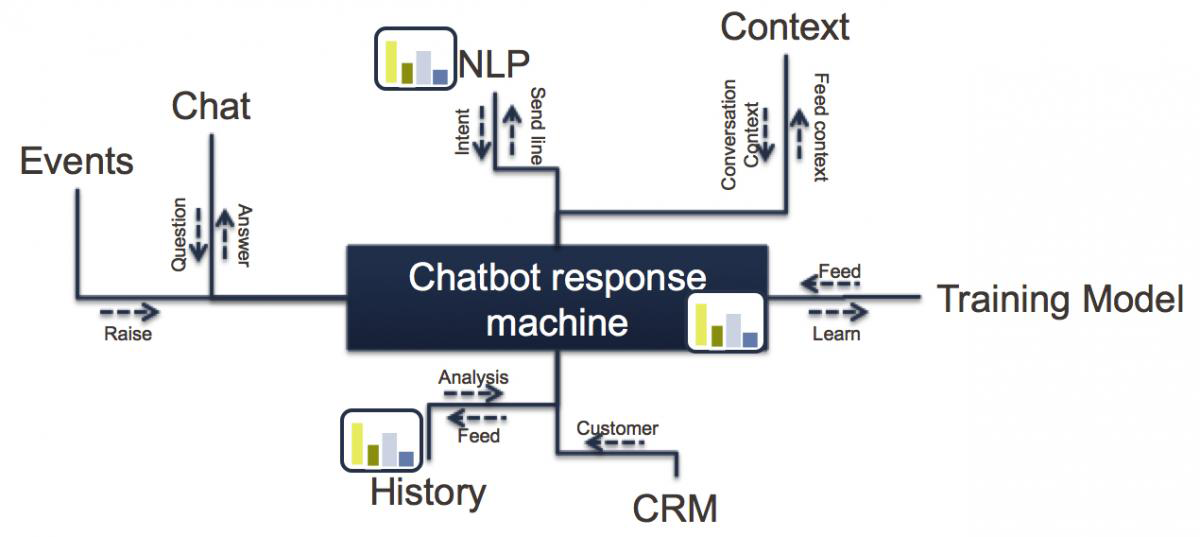 Context
NLP
Chat
Events
Intent
Send line
Conversation
Context
Feed context
Question
Answer
Chatbot response
machine
Raise
Feed
Learn
Training Model
Analysis
Feed
Customer
History
CRM